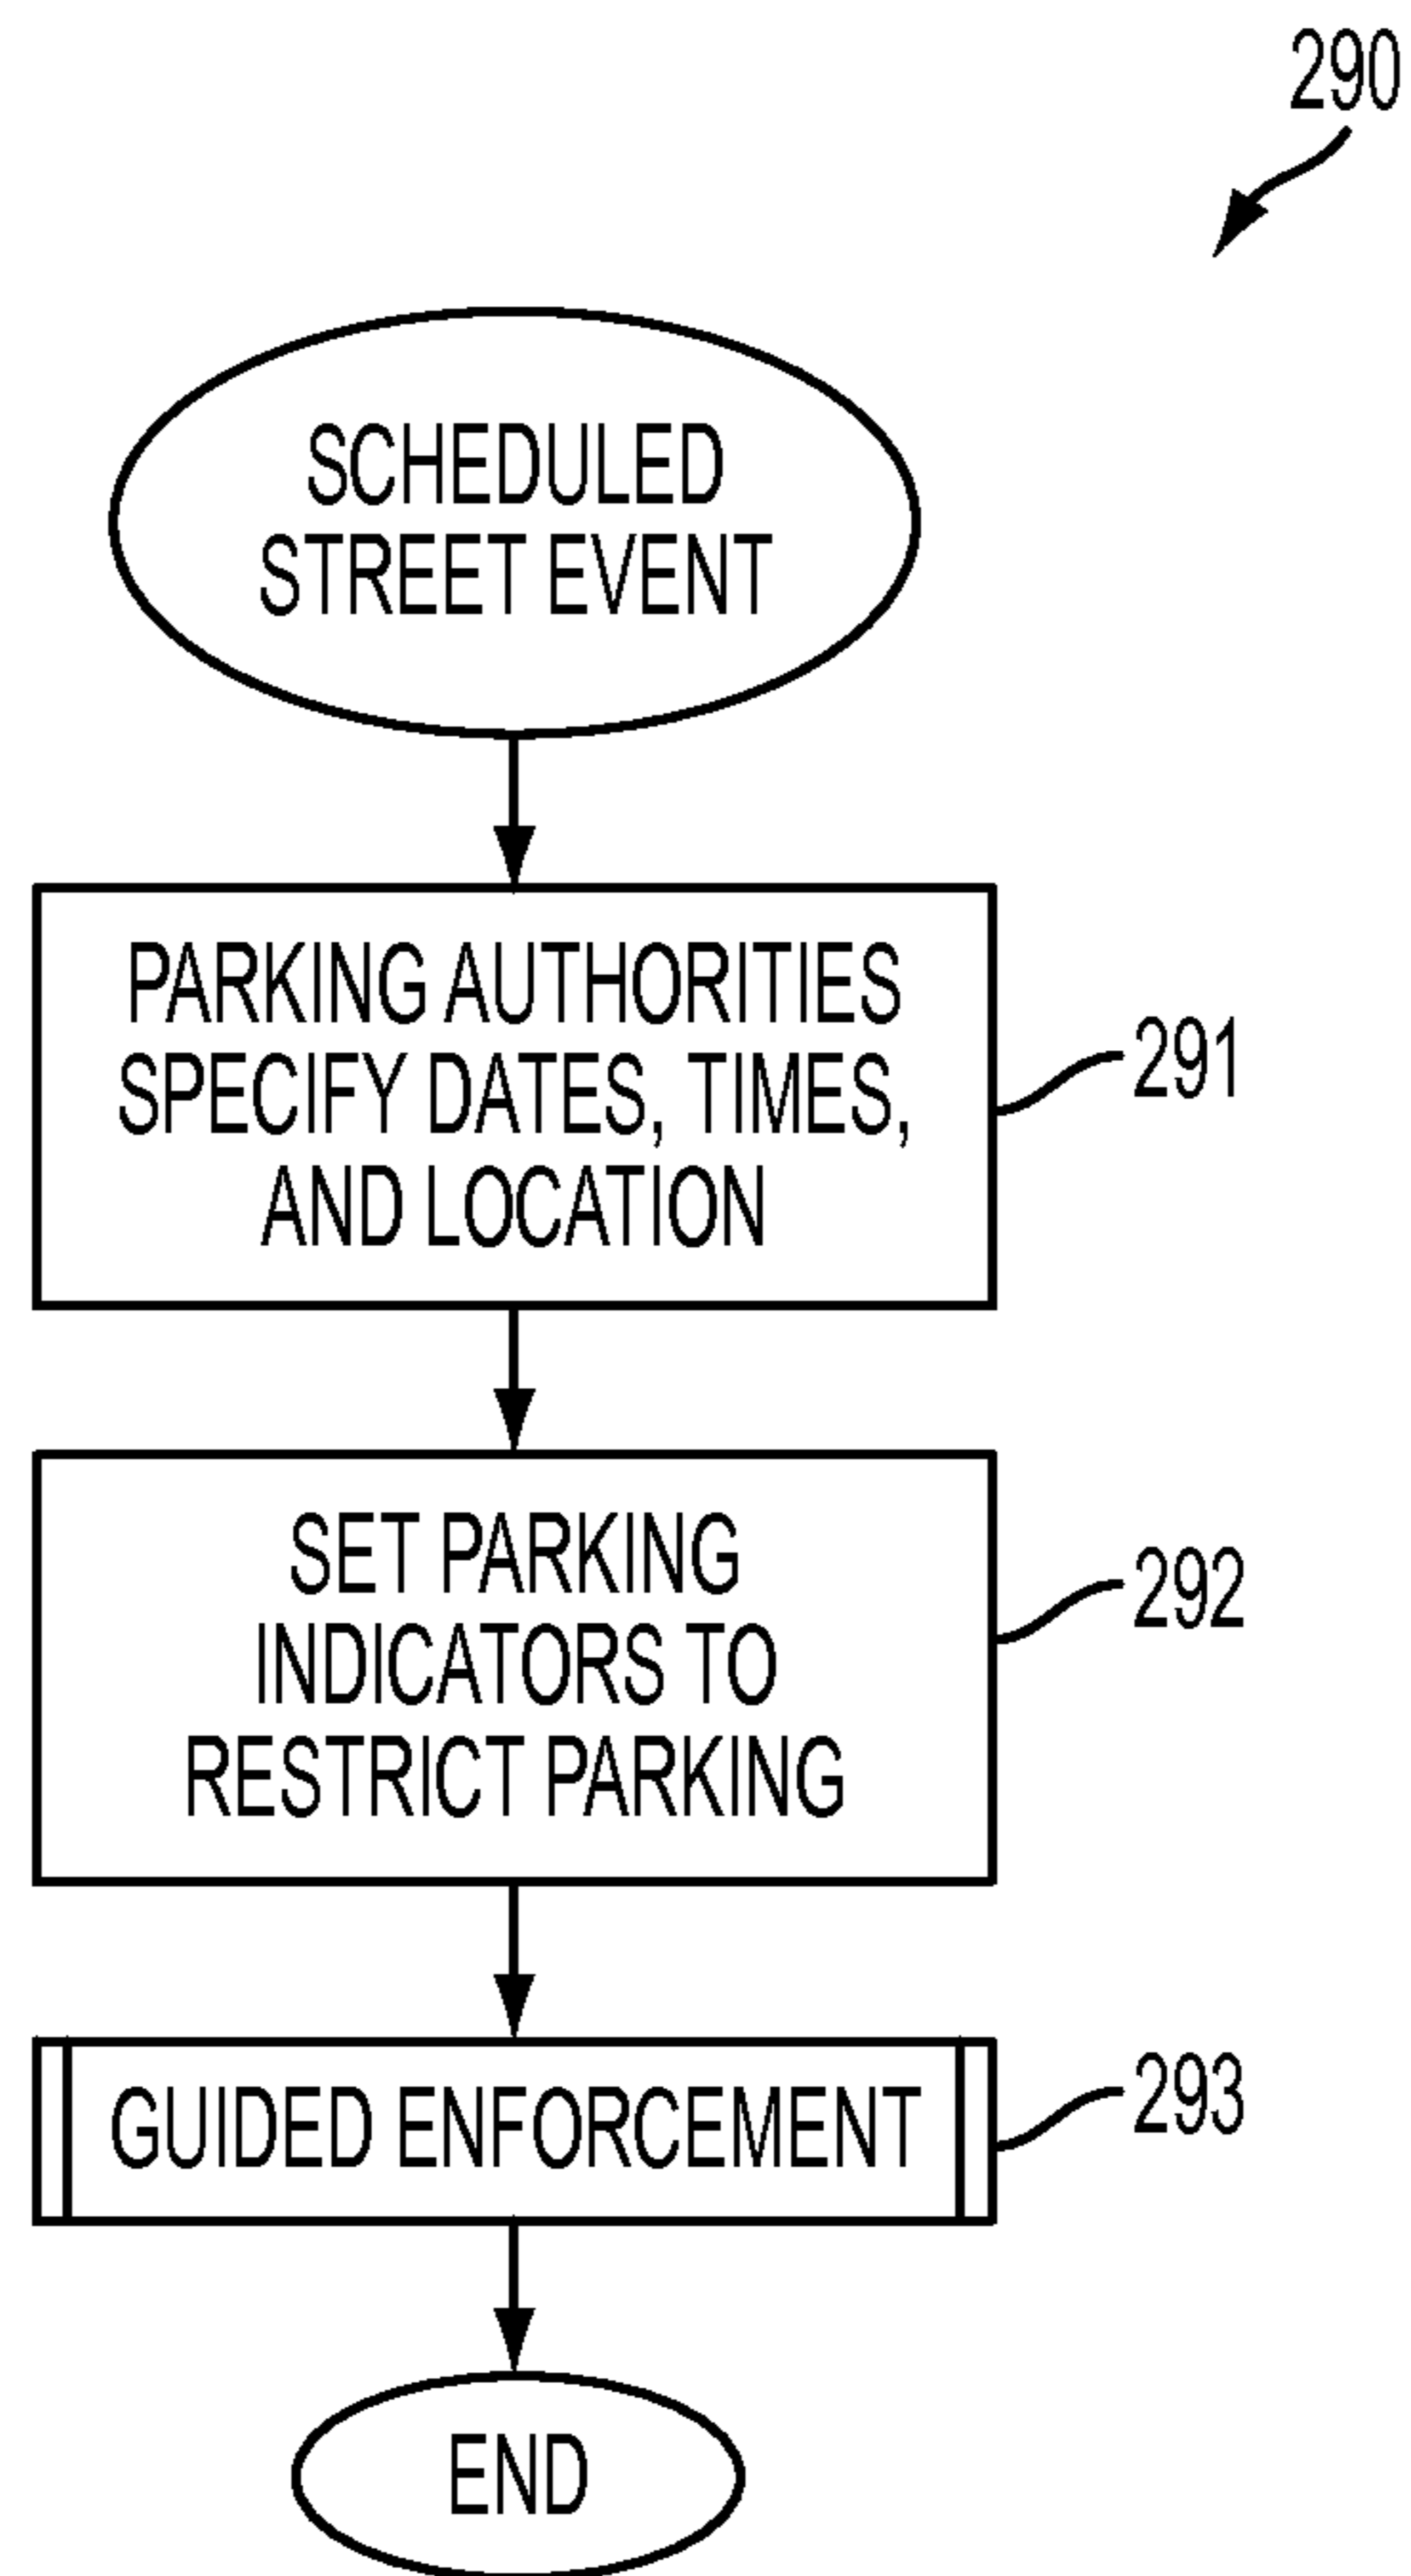 290
SCHEDULED
STREET EVENT
PARKING AUTHORITIES
SPECIFY DATES, TIMES,
AND LOCATION
291
SET PARKING
INDICATORS TO
RESTRICT PARKING
292
GUIDED ENFORCEMENT
293
END